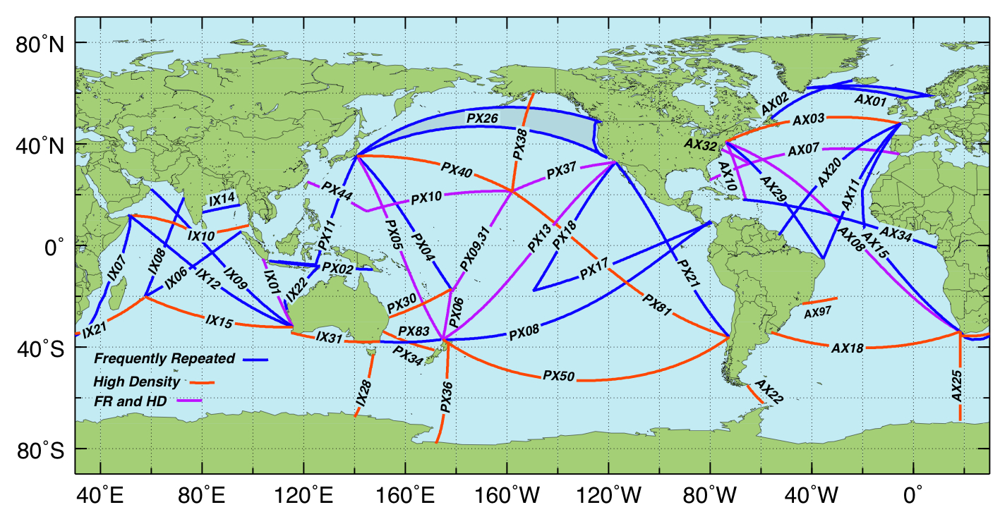 80°N
40°N
0°
40°S
80°S
40°E
80°E
120°E
160°E
160°W
120°W
80°W
40°W
0°
AX02
AX01
AX03
PX26
PX38
AX32
AX07
PX40
PX37
AX10
AX20
AX29
AX11
PX44
PX10
IX14
IX10
PX11
PX05
PX04
PX09,31
PX13
PX18
AX34
AX08
AX15
IX07
IX08
IX06
IX12
IX09
IX01
IX22
PX02
PX17
PX21
PX30
PX06
PX81
AX97
IX21
IX15
IX31
PX83
PX34
PX08
AX18
PX50
IX28
PX36
AX22
AX25
Frequently Repeated
High Density
FR and HD